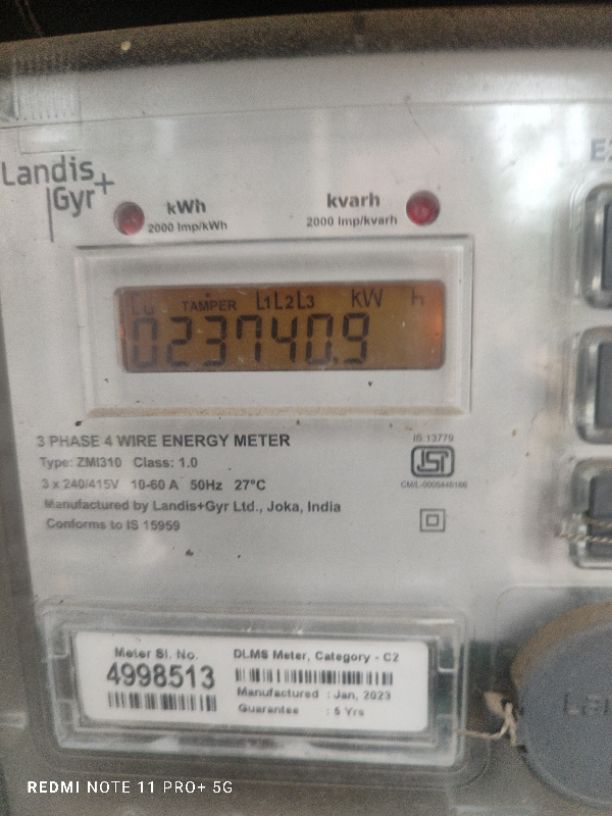 Landis+
Gyr
kWh
2000 Imp/kWh
kvarh
2000 Imp/kvarh
TAMPER L1L2L3 kW h
023740.9
3 PHASE 4 WIRE ENERGY METER
Type: ZMI310 Class: 1.0
3 x 240/415V 10-60 A 50Hz 27°C
Manufactured by Landis+Gyr Ltd., Joka, India
Conforms to IS 15959
IS 13779
ISI
Meter Sl. No.
4998513
DLMS Meter, Category - C2
Manufactured : Jan, 2023
Guarantee : 5 Yrs
REDMI NOTE 11 PRO+ 5G